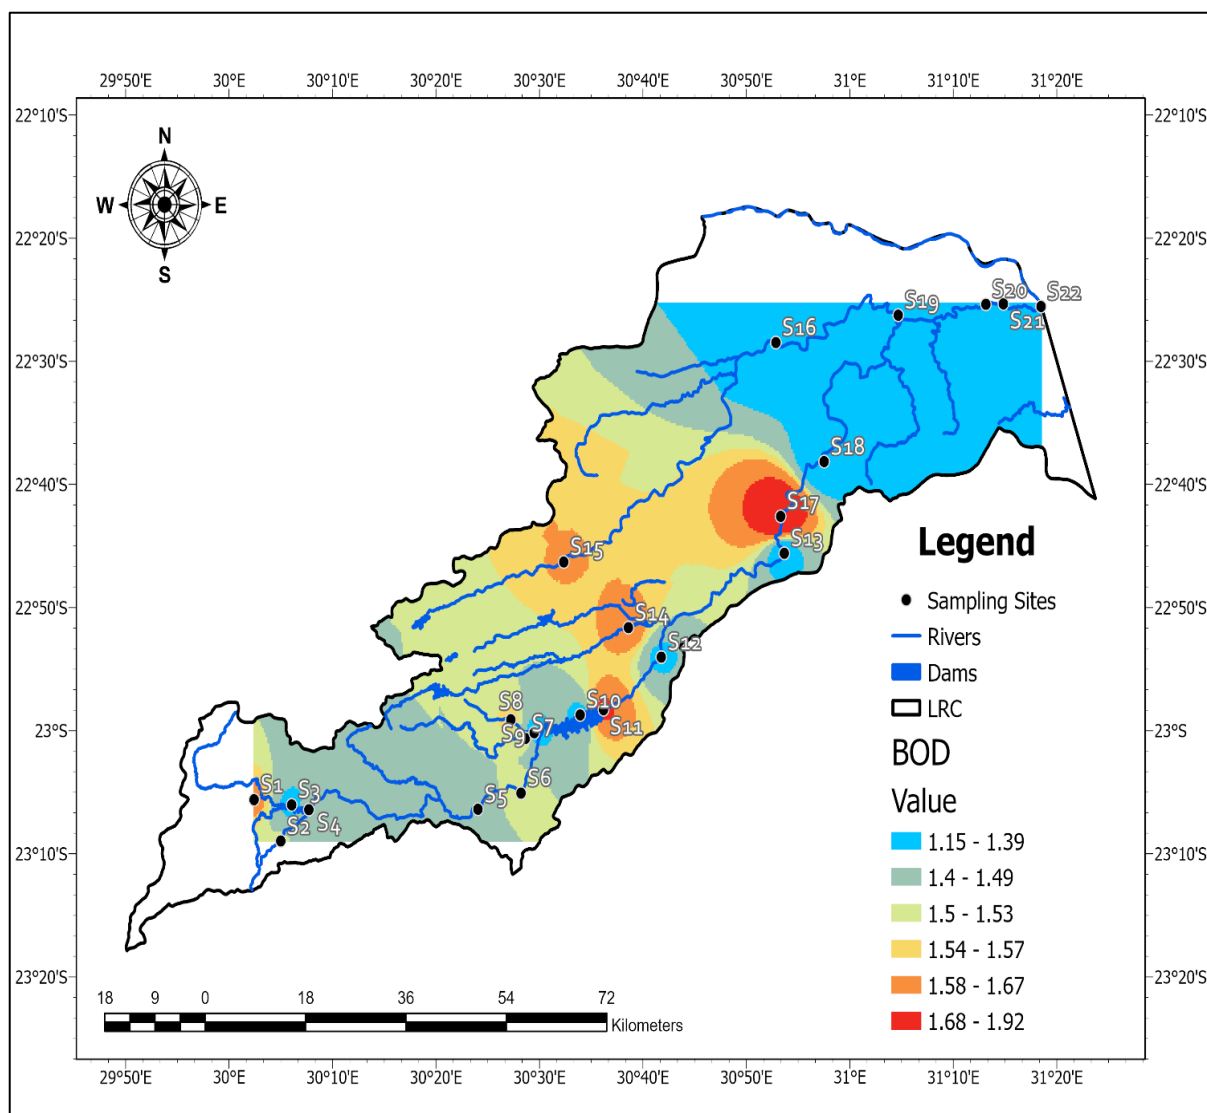 29°50'E 30°0'E 30°10'E 30°20'E 30°30'E 30°40'E 30°50'E 31°E 31°10'E 31°20'E
22°10'S 22°10'S
N
W E
S
22°20'S 22°20'S
S19 S20 S22
S16 S21
22°30'S 22°30'S
S18
22°40'S 22°40'S
S17
S13
S15
22°50'S 22°50'S
S14
S12
S8 S10
S7 S11
S9
23°S 23°S
S1 S3 S6
S5
S2 S4
23°10'S 23°10'S
23°20'S 23°20'S
Legend
Sampling Sites
Rivers
Dams
LRC
BOD
Value
1.15 - 1.39
1.4 - 1.49
1.5 - 1.53
1.54 - 1.57
1.58 - 1.67
1.68 - 1.92
18 9 0 18 36 54 72
Kilometers
29°50'E 30°0'E 30°10'E 30°20'E 30°30'E 30°40'E 30°50'E 31°E 31°10'E 31°20'E